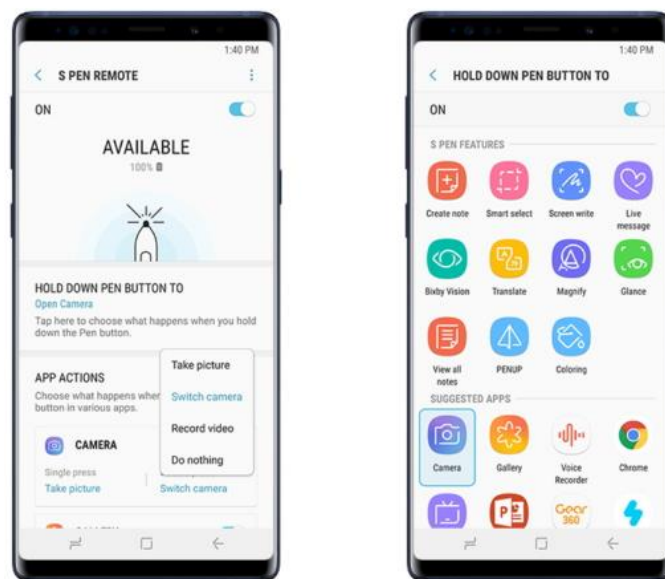 1:40 PM
S PEN REMOTE
ON
AVAILABLE
100%
HOLD DOWN PEN BUTTON TO
Open Camera
Tap here to choose what happens when you hold
down the Pen button.
APP ACTIONS
Choose what happens when
button in various apps.
Take picture
Switch camera
Record video
Do nothing
CAMERA
Single press
Take picture
Switch camera
1:40 PM
HOLD DOWN PEN BUTTON TO
ON
S PEN FEATURES
Create note
Smart select
Screen write
Live
message
Bixby Vision
Translate
Magnify
Glance
View all
notes
PENUP
Coloring
SUGGESTED APPS
Camera
Gallery
Voice
Recorder
Chrome
P
Gear
360